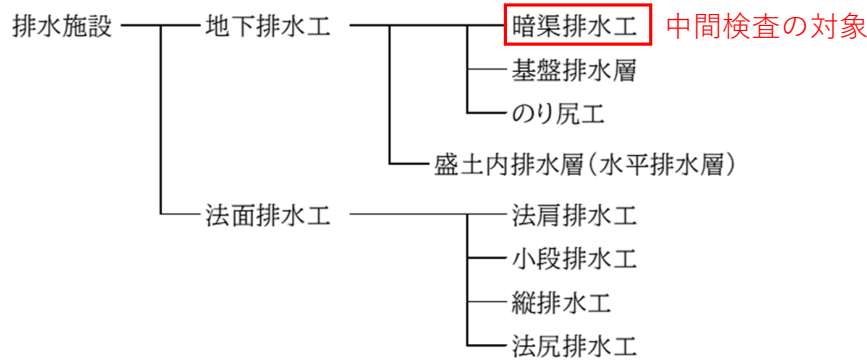 排水施設 地下排水工 暗渠排水工 中間検査の対象
基盤排水層
のり尻工
盛土内排水層(水平排水層)
法面排水工 法肩排水工
小段排水工
縦排水工
法尻排水工